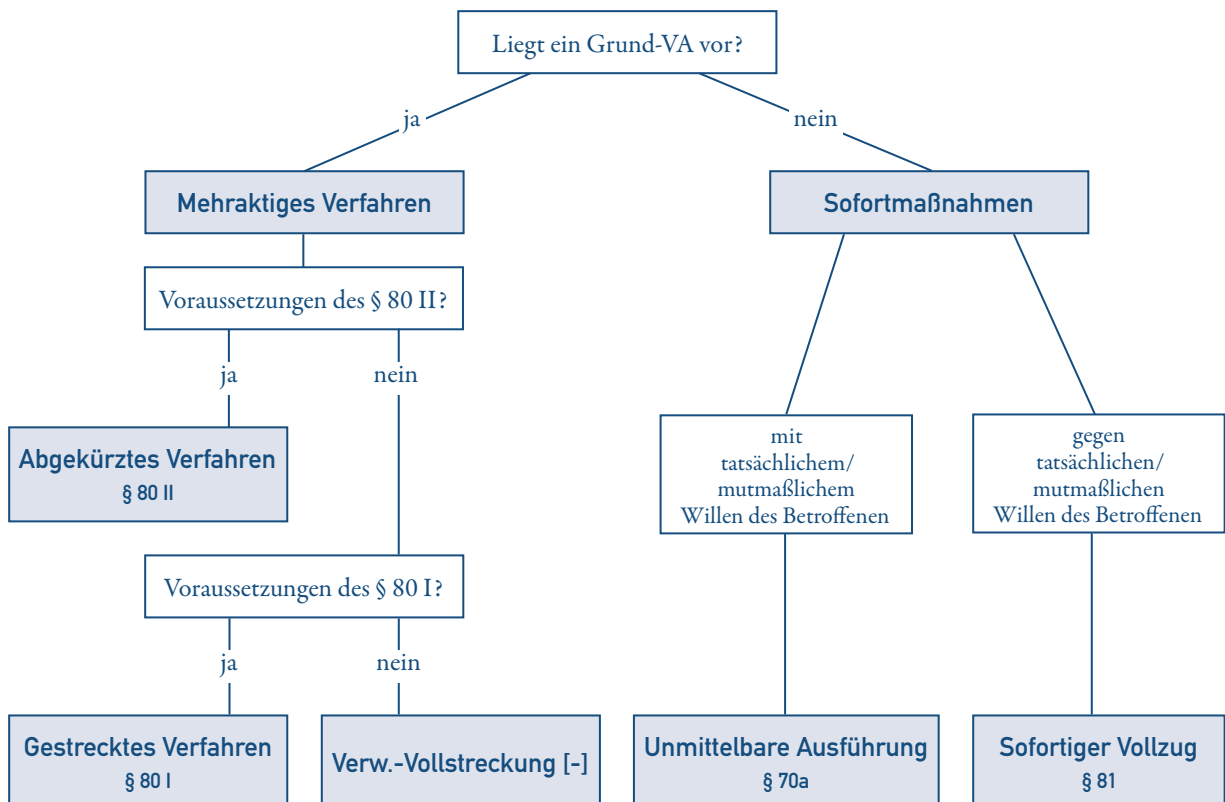 Liegt ein Grund-VA vor?
ja
nein
Mehraktiges Verfahren
Sofortmaßnahmen
Voraussetzungen des § 80 II?
ja
nein
Abgekürztes Verfahren
§ 80 II
mit
tatsächlichem/
mutmaßlichem
Willen des Betroffenen
gegen
tatsächlichen/
mutmaßlichen
Willen des Betroffenen
Voraussetzungen des § 80 I?
ja
nein
Gestrecktes Verfahren
§ 80 I
Verw.-Vollstreckung [-]
Unmittelbare Ausführung
§ 70a
Sofortiger Vollzug
§ 81